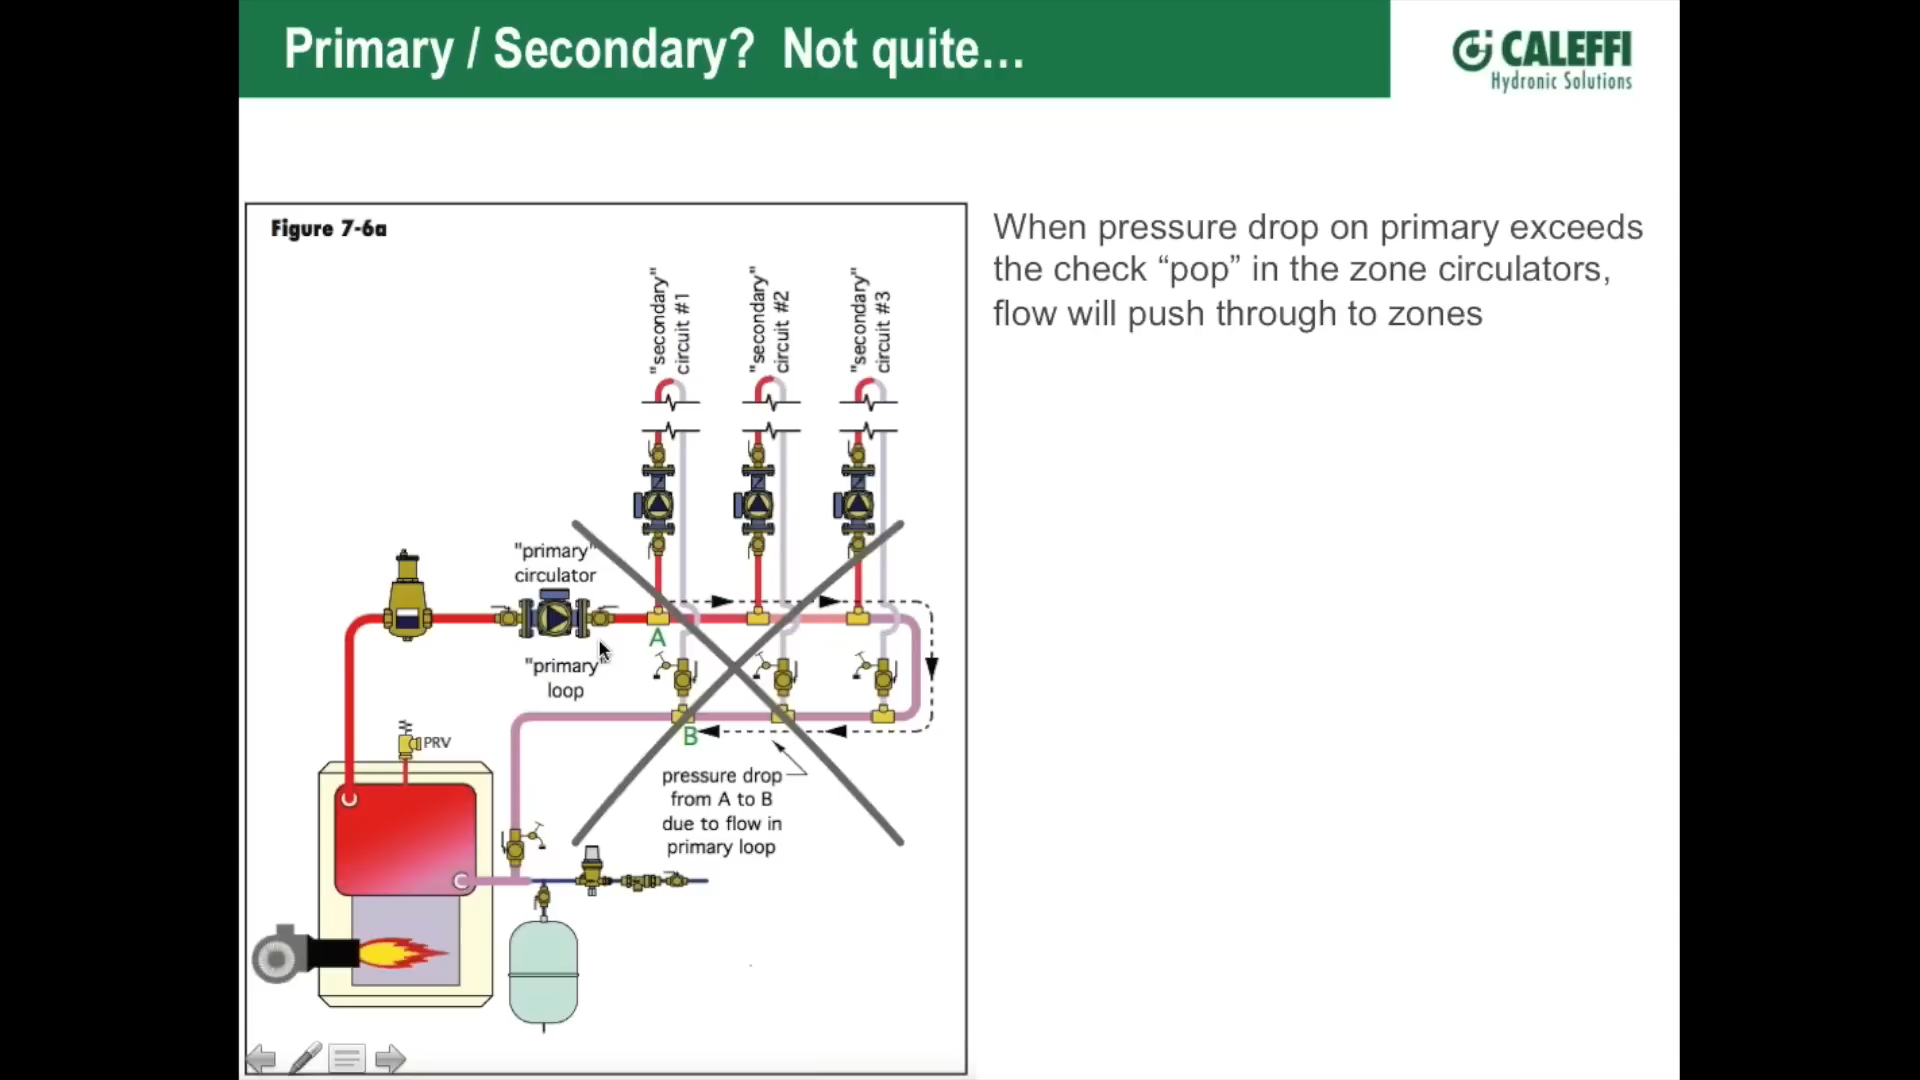 Primary / Secondary?  Not quite...
CALEFFI
Hydronic Solutions
Figure 7-6a
When pressure drop on primary exceeds
the check “pop” in the zone circulators,
flow will push through to zones
"secondary"
circuit #1
"secondary"
circuit #2
"secondary"
circuit #3
"primary"
circulator
A
"primary"
loop
B
PRV
pressure drop
from A to B
due to flow in
primary loop